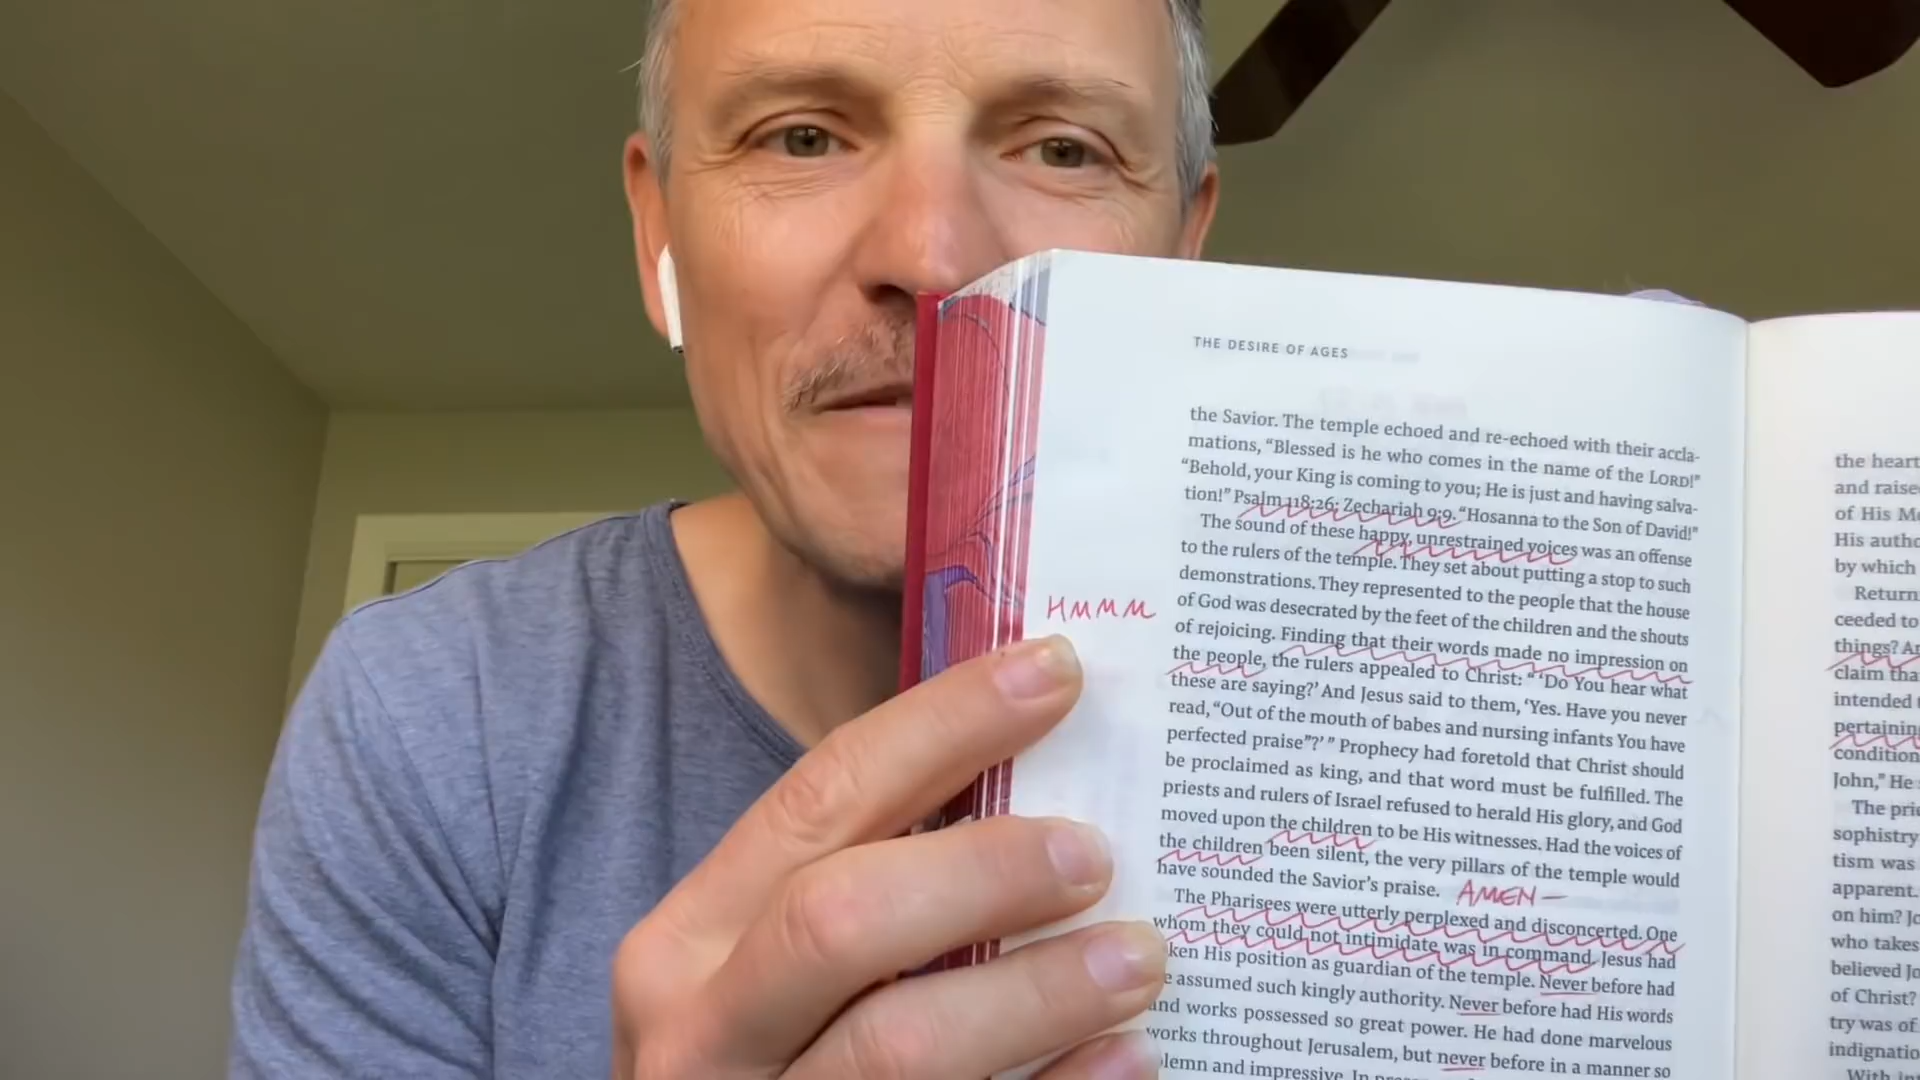 THE DESIRE OF AGES
the Savior. The temple echoed and re-echoed with their accla-
mations, “Blessed is he who comes in the name of the LORD!”
“Behold, your King is coming to you; He is just and having salva-
tion!” Psalm 118:26; Zechariah 9:9. “Hosanna to the Son of David!”
The sound of these happy, unrestrained voices was an offense
to the rulers of the temple. They set about putting a stop to such
demonstrations. They represented to the people that the house
HMMM
of God was desecrated by the feet of the children and the shouts
of rejoicing. Finding that their words made no impression on
the people, the rulers appealed to Christ: “ ‘Do You hear what
these are saying?’ And Jesus said to them, ‘Yes. Have you never
read, “Out of the mouth of babes and nursing infants You have
perfected praise”?’ ” Prophecy had foretold that Christ should
be proclaimed as king, and that word must be fulfilled. The
priests and rulers of Israel refused to herald His glory, and God
moved upon the children to be His witnesses. Had the voices of
the children been silent, the very pillars of the temple would
have sounded the Savior’s praise. AMEN—
The Pharisees were utterly perplexed and disconcerted. One
whom they could not intimidate was in command. Jesus had
ken His position as guardian of the temple. Never before had
e assumed such kingly authority. Never before had His words
and works possessed so great power. He had done marvelous
works throughout Jerusalem, but never before in a manner so
lemn and impressive. In
the heart
and raise
of His M
His autho
by which
Return
ceeded to
things? A
claim tha
intended
pertaining
condition
John,” He
The prie
sophistry
tism was
apparent.
on him? Jo
who takes
believed Jo
of Christ?
try was of
indignatio
With